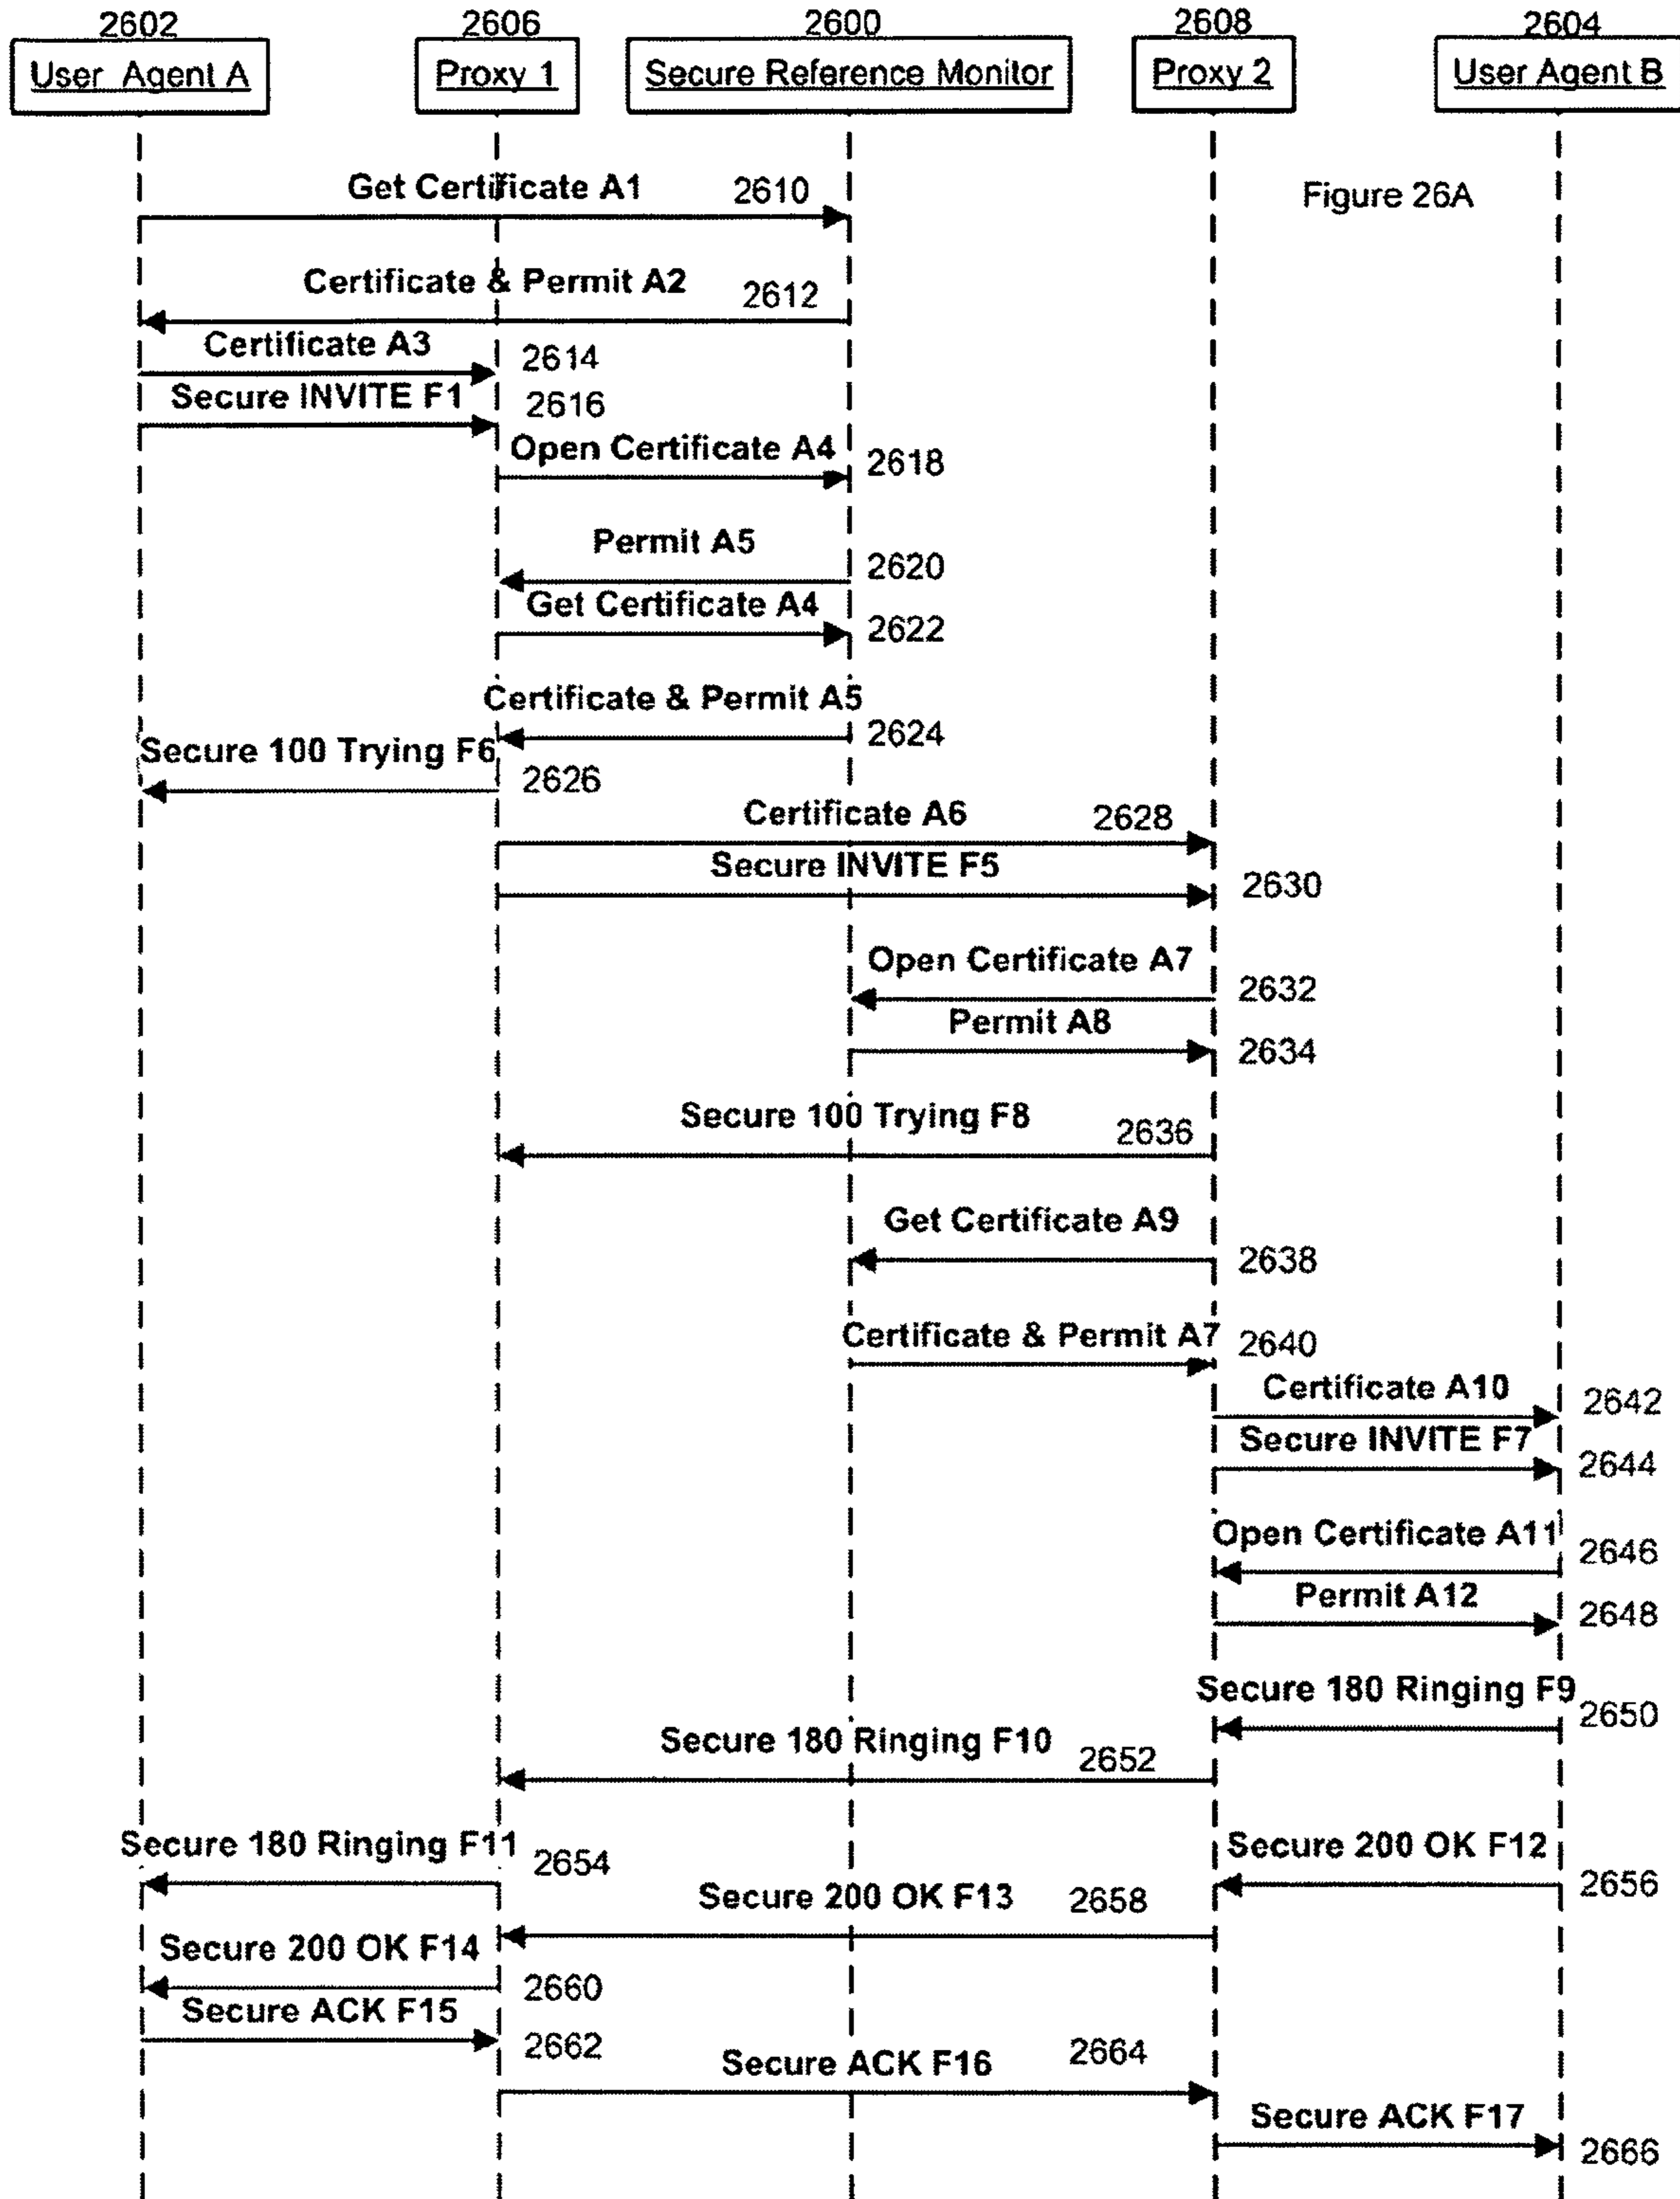 2602 2606 2600 2608 2604
User Agent A Proxy 1 Secure Reference Monitor Proxy 2 User Agent B
Get Certificate A1 2610
Figure 26A
Certificate & Permit A2 2612
Certificate A3 2614
Secure INVITE F1 2616
Open Certificate A4 2618
Permit A5 2620
Get Certificate A4 2622
Certificate & Permit A5 2624
Secure 100 Trying F6 2626
Certificate A6 2628
Secure INVITE F5 2630
Open Certificate A7 2632
Permit A8 2634
Secure 100 Trying F8 2636
Get Certificate A9 2638
Certificate & Permit A7 2640
Certificate A10 2642
Secure INVITE F7 2644
Open Certificate A11 2646
Permit A12 2648
Secure 180 Ringing F9 2650
Secure 180 Ringing F10 2652
Secure 180 Ringing F11 2654
Secure 200 OK F12 2656
Secure 200 OK F13 2658
Secure 200 OK F14 2660
Secure ACK F15 2662
Secure ACK F16 2664
Secure ACK F17 2666